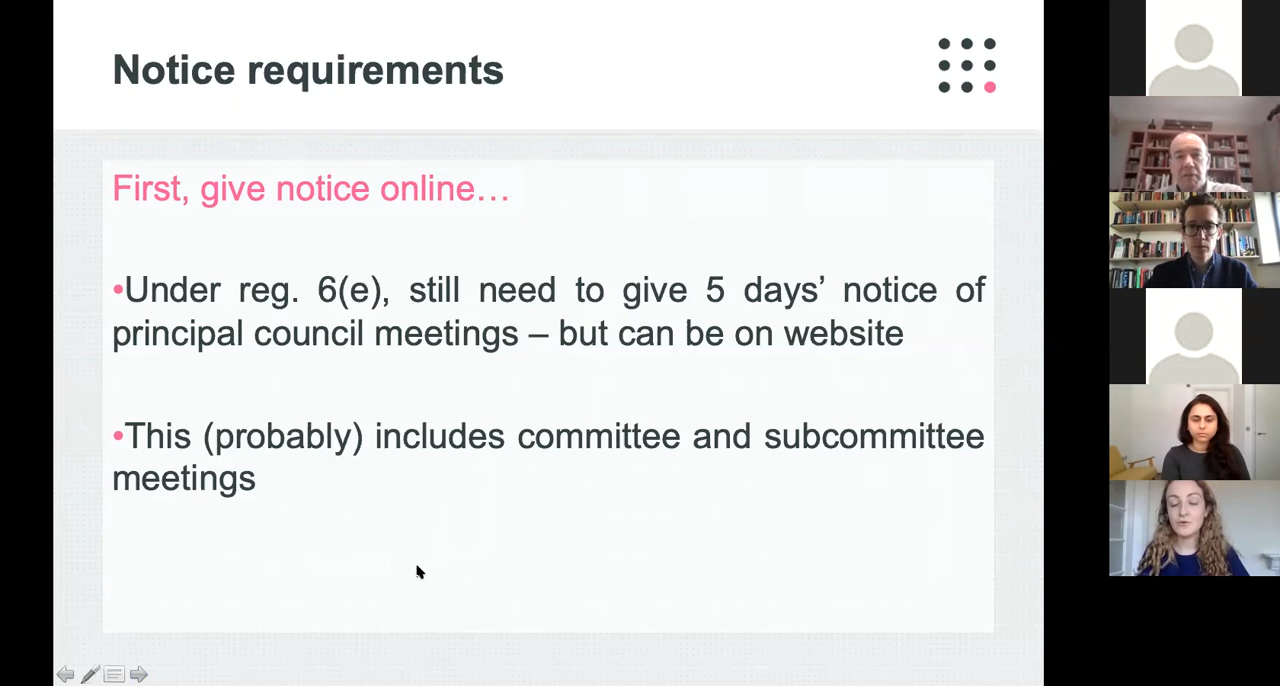 Notice requirements
First, give notice online…
•Under reg. 6(e), still need to give 5 days’ notice of
principal council meetings – but can be on website
•This (probably) includes committee and subcommittee
meetings